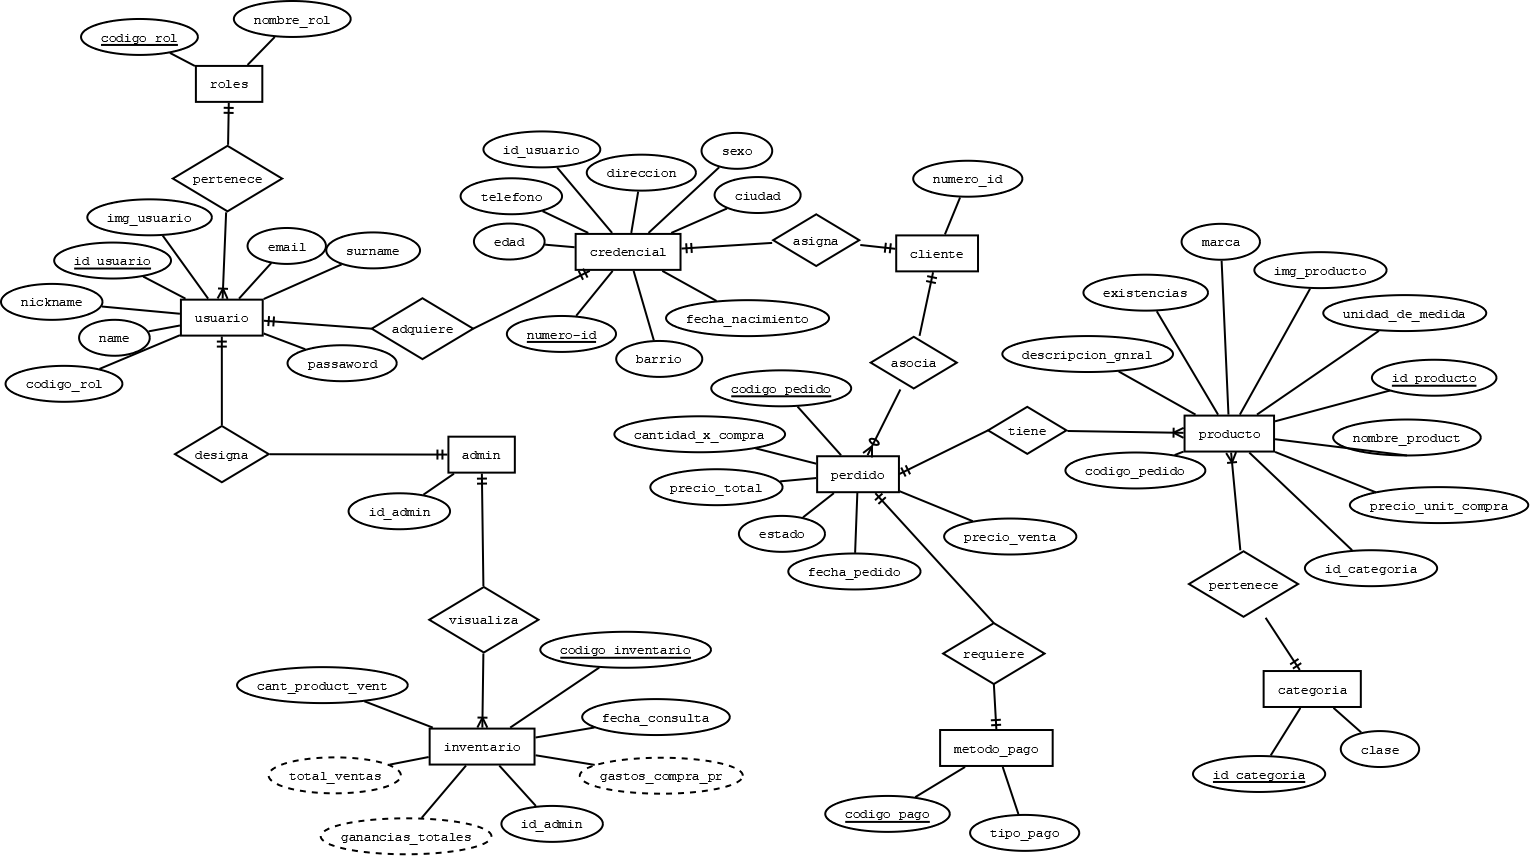 nombre_rol
codigo_rol
roles
pertenece
img_usuario
id_usuario
email
surname
nickname
usuario
name
codigo_rol
passaword
adquiere
id_usuario
direccion
sexo
telefono
ciudad
edad
credencial
numero-id
fecha_nacimiento
barrio
asigna
numero_id
cliente
asocia
marca
img_producto
existencias
unidad_de_medida
descripcion_gnral
id_producto
producto
nombre_product
codigo_pedido
precio_unit_compra
id_categoria
tiene
codigo_pedido
cantidad_x_compra
perdido
precio_total
estado
precio_venta
fecha_pedido
designa
admin
id_admin
visualiza
requiere
pertenece
categoria
clase
id_categoria
codigo_inventario
cant_product_vent
fecha_consulta
inventario
total_ventas
gastos_compra_pr
ganancias_totales
id_admin
metodo_pago
codigo_pago
tipo_pago